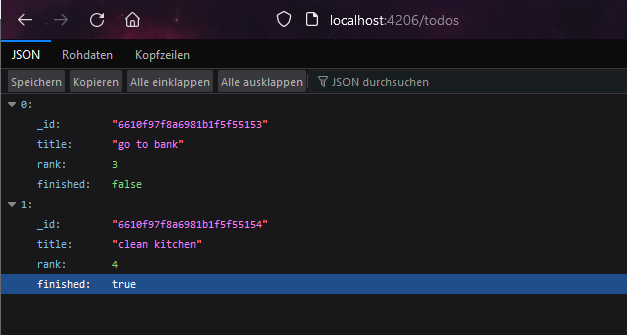 localhost:4206/todos
JSON Rohdaten Kopfzeilen
Speichern Kopieren Alle einklappen Alle ausklappen JSON durchsuchen
0:
_id: "6610f97f8a6981b1f5f55153"
title: "go to bank"
rank: 3
finished: false
1:
_id: "6610f97f8a6981b1f5f55154"
title: "clean kitchen"
rank: 4
finished: true